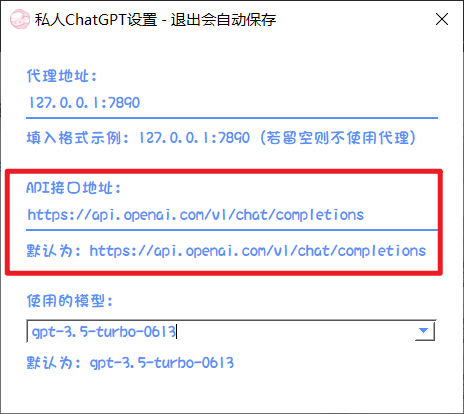 私人ChatGPT设置 - 退出会自动保存
代理地址:
127.0.0.1:7890
填入格式示例: 127.0.0.1:7890 (若留空则不使用代理)
API接口地址:
https://api.openai.com/v1/chat/completions
默认为: https://api.openai.com/v1/chat/completions
使用的模型:
gpt-3.5-turbo-0613
默认为: gpt-3.5-turbo-0613